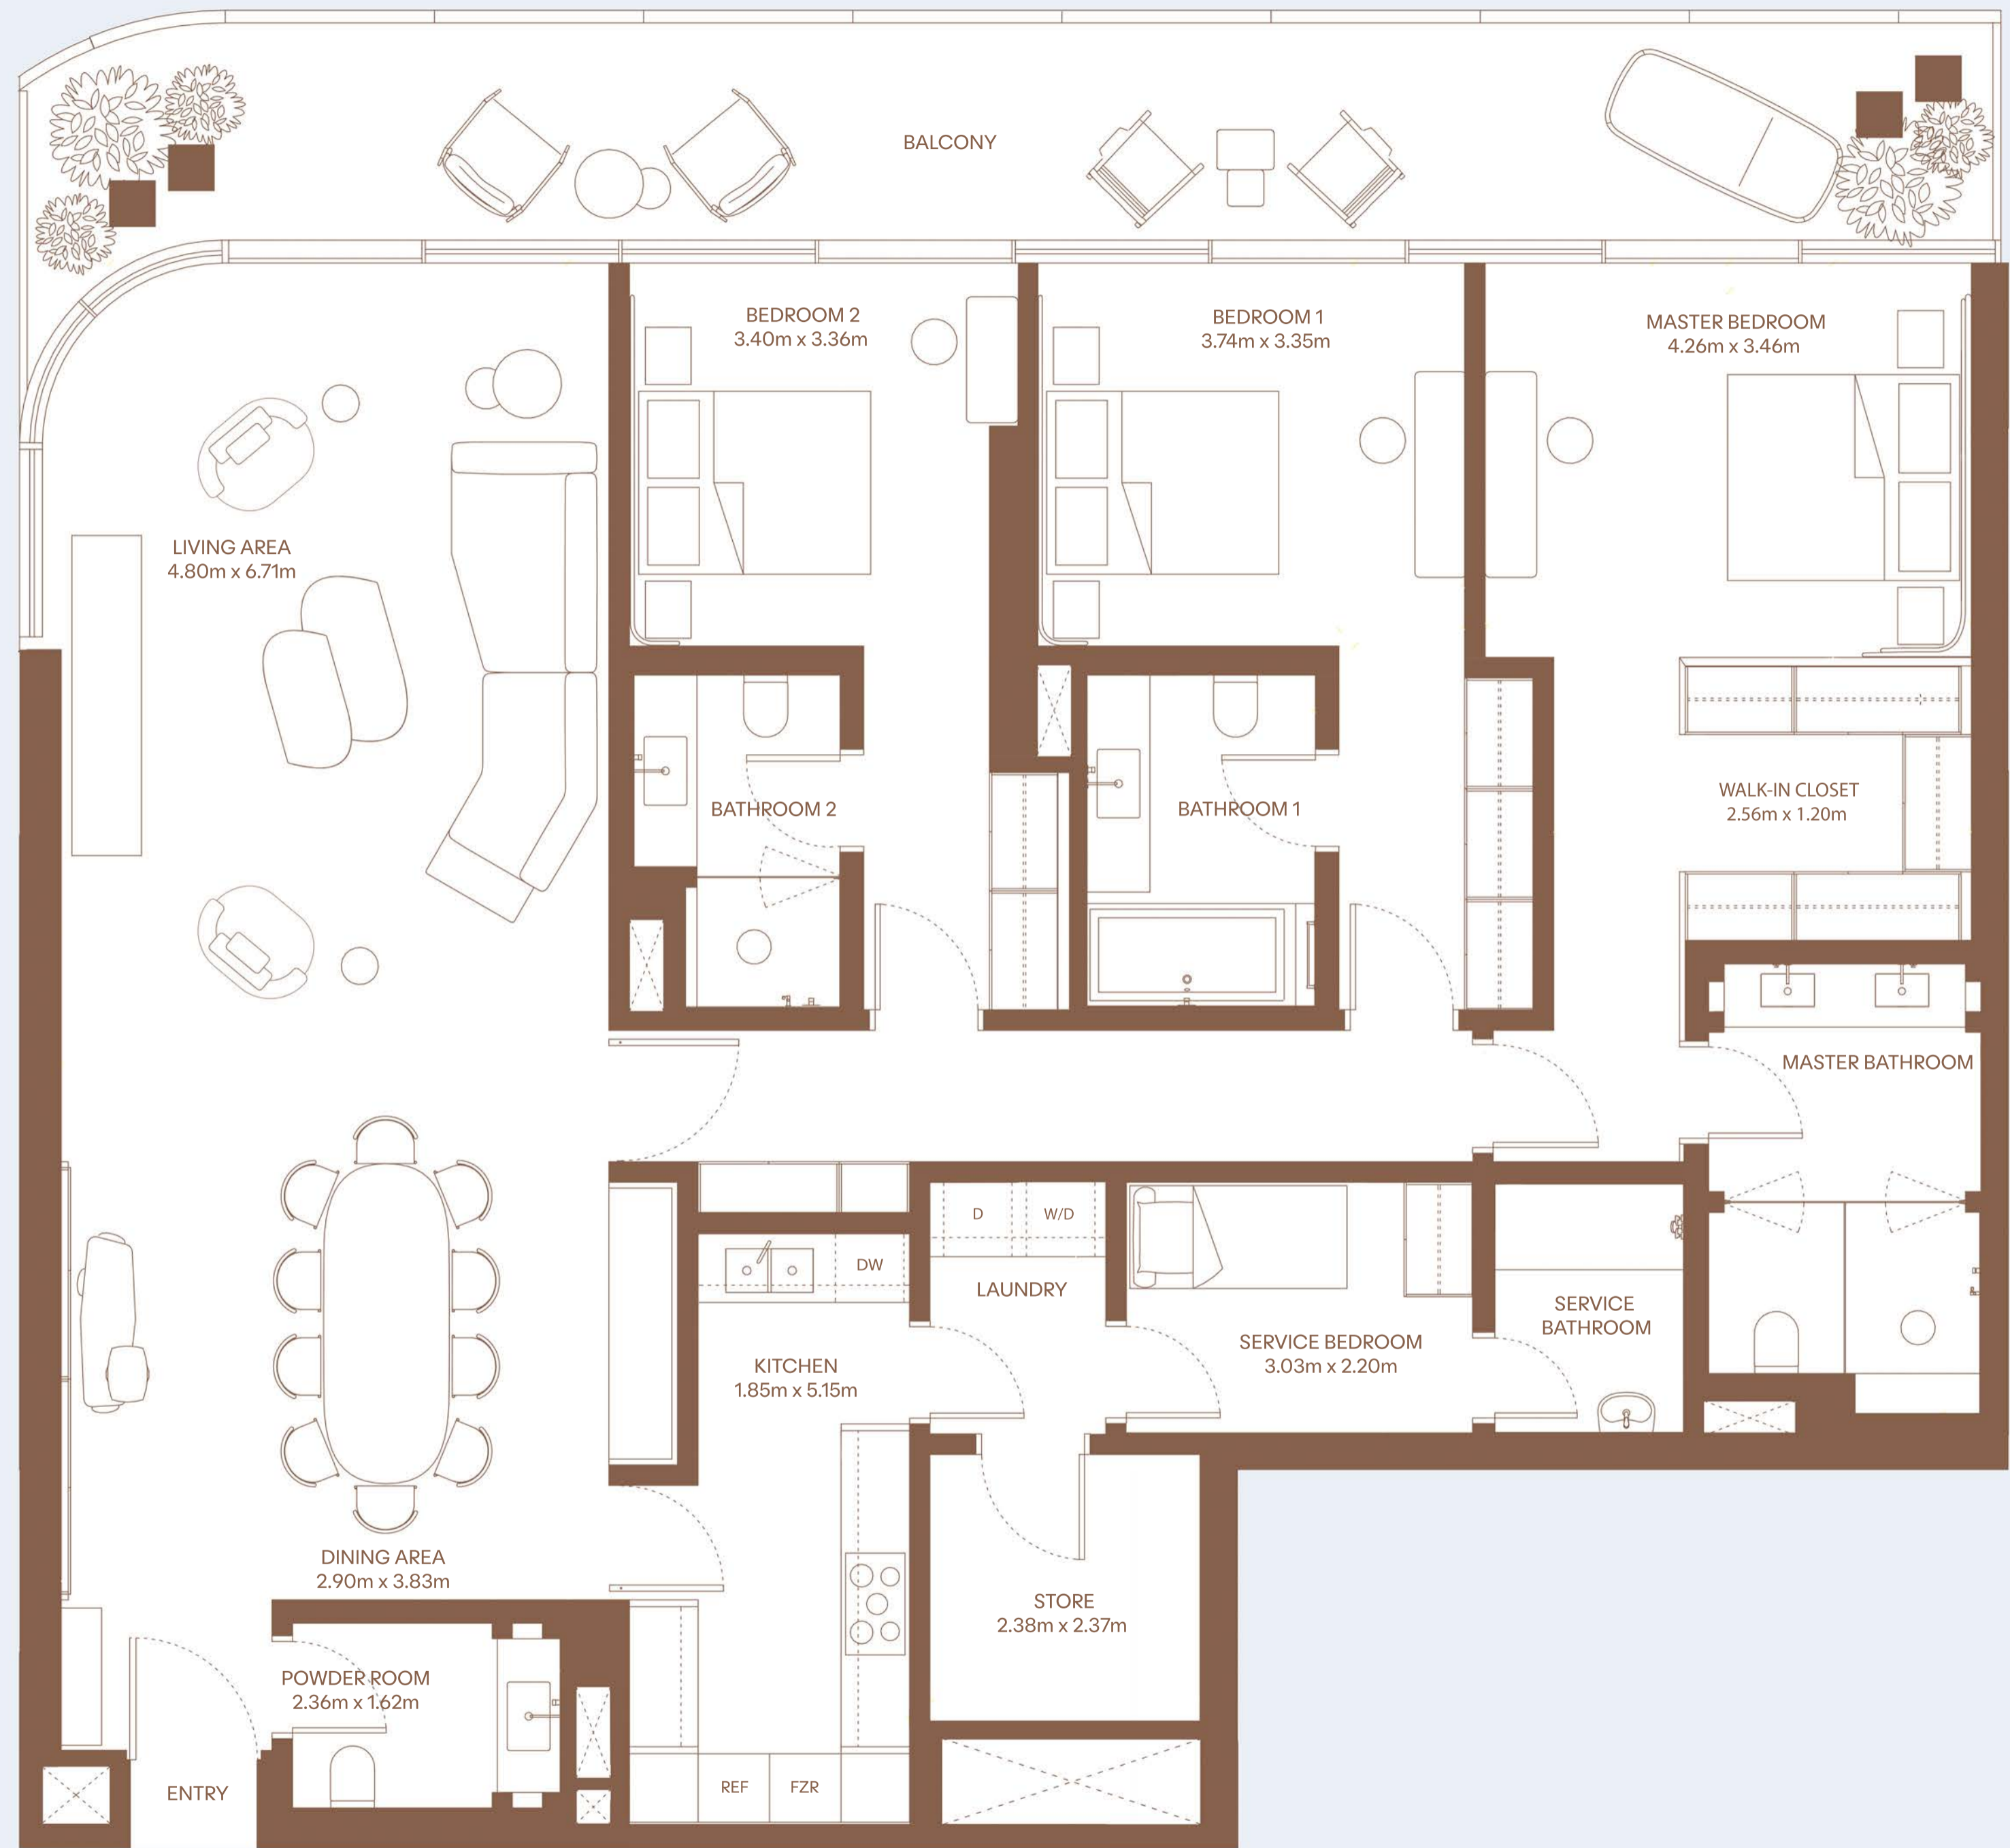 BALCONY
BEDROOM 2
3.40m x 3.36m
BEDROOM 1
3.74m x 3.35m
MASTER BEDROOM
4.26m x 3.46m
LIVING AREA
4.80m x 6.71m
BATHROOM 2
BATHROOM 1
WALK-IN CLOSET
2.56m x 1.20m
MASTER BATHROOM
D
W/D
DW
LAUNDRY
SERVICE
BATHROOM
SERVICE BEDROOM
3.03m x 2.20m
KITCHEN
1.85m x 5.15m
DINING AREA
2.90m x 3.83m
STORE
2.38m x 2.37m
POWDER ROOM
2.36m x 1.62m
ENTRY
REF
FZR